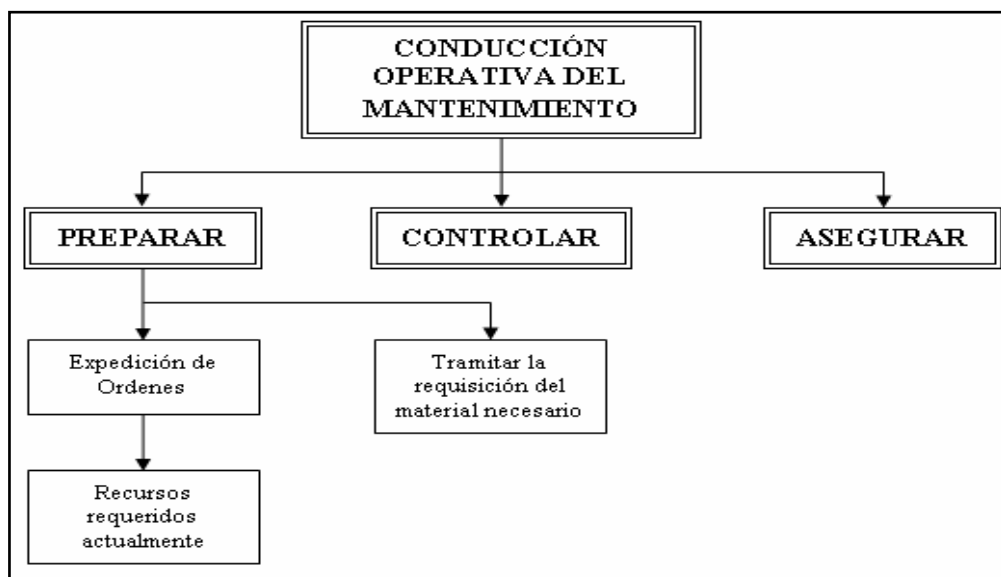 CONDUCCIÓN
OPERATIVA DEL
MANTENIMIENTO
PREPARAR
CONTROLAR
ASEGURAR
Expedición de
Ordenes
Tramitar la
requisición del
material necesario
Recursos
requeridos
actualmente